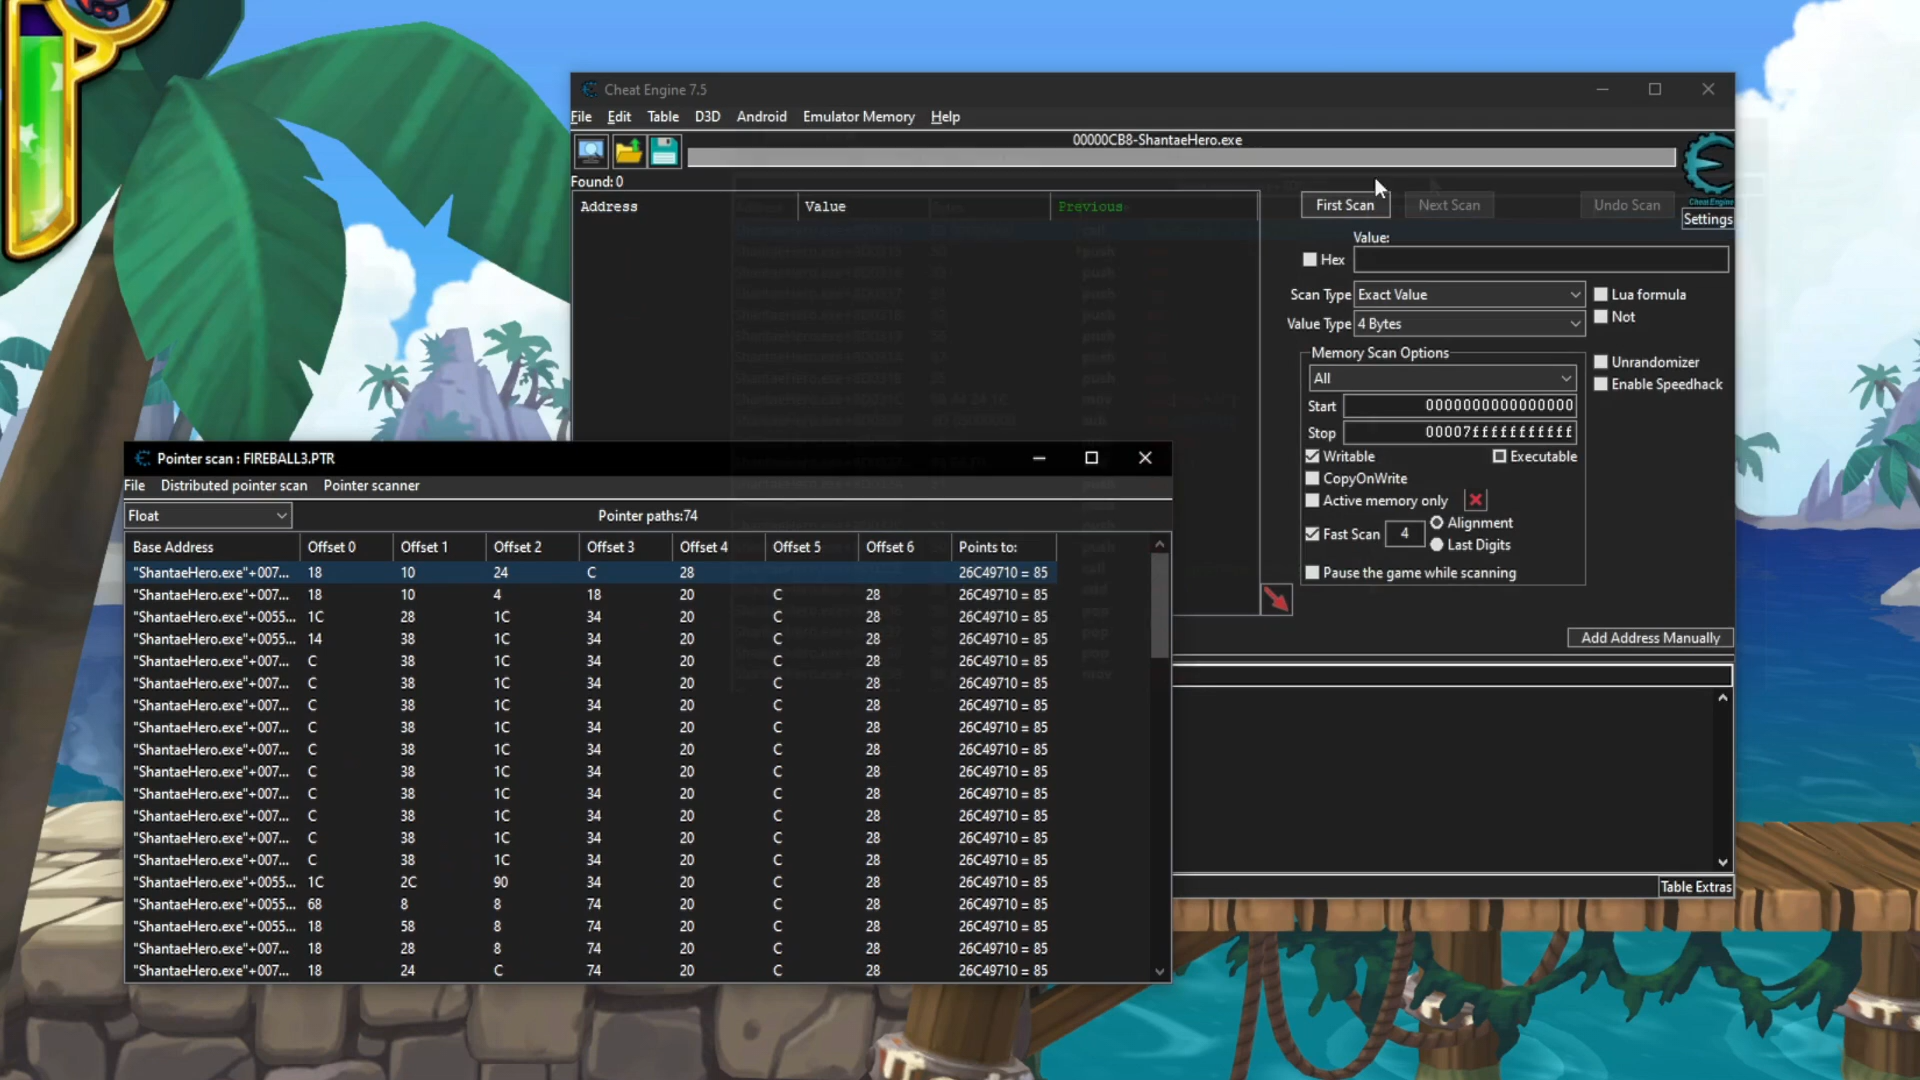 Cheat Engine 7.5
File Edit Table D3D Android Emulator Memory Help
00000CB8-ShantaeHero.exe
Found: 0
Address Value Previous
First Scan Next Scan Undo Scan
Cheat Engine
Settings
Value:
Hex
Scan Type Exact Value Lua formula
Not
Value Type 4 Bytes
Memory Scan Options
All
Unrandomizer
Enable Speedhack
Start 0000000000000000
Stop 00007fffffffffff
Writable Executable
CopyOnWrite
Active memory only
Fast Scan 4 Alignment
Last Digits
Pause the game while scanning
Add Address Manually
Table Extras
Pointer scan : FIREBALL3.PTR
File Distributed pointer scan Pointer scanner
Float Pointer paths:74
Base Address Offset 0 Offset 1 Offset 2 Offset 3 Offset 4 Offset 5 Offset 6 Points to:
"ShantaeHero.exe"+007... 18 10 24 C 28 26C49710 = 85
"ShantaeHero.exe"+007... 18 10 4 18 20 C 28 26C49710 = 85
"ShantaeHero.exe"+0055... 1C 28 1C 34 20 C 28 26C49710 = 85
"ShantaeHero.exe"+0055... 14 38 1C 34 20 C 28 26C49710 = 85
"ShantaeHero.exe"+007... C 38 1C 34 20 C 28 26C49710 = 85
"ShantaeHero.exe"+007... C 38 1C 34 20 C 28 26C49710 = 85
"ShantaeHero.exe"+007... C 38 1C 34 20 C 28 26C49710 = 85
"ShantaeHero.exe"+007... C 38 1C 34 20 C 28 26C49710 = 85
"ShantaeHero.exe"+007... C 38 1C 34 20 C 28 26C49710 = 85
"ShantaeHero.exe"+007... C 38 1C 34 20 C 28 26C49710 = 85
"ShantaeHero.exe"+007... C 38 1C 34 20 C 28 26C49710 = 85
"ShantaeHero.exe"+007... C 38 1C 34 20 C 28 26C49710 = 85
"ShantaeHero.exe"+007... C 38 1C 34 20 C 28 26C49710 = 85
"ShantaeHero.exe"+007... C 38 1C 34 20 C 28 26C49710 = 85
"ShantaeHero.exe"+0055... 1C 2C 90 34 20 C 28 26C49710 = 85
"ShantaeHero.exe"+0055... 68 8 8 74 20 C 28 26C49710 = 85
"ShantaeHero.exe"+0055... 18 58 8 74 20 C 28 26C49710 = 85
"ShantaeHero.exe"+007... 18 28 8 74 20 C 28 26C49710 = 85
"ShantaeHero.exe"+007... 18 24 C 74 20 C 28 26C49710 = 85